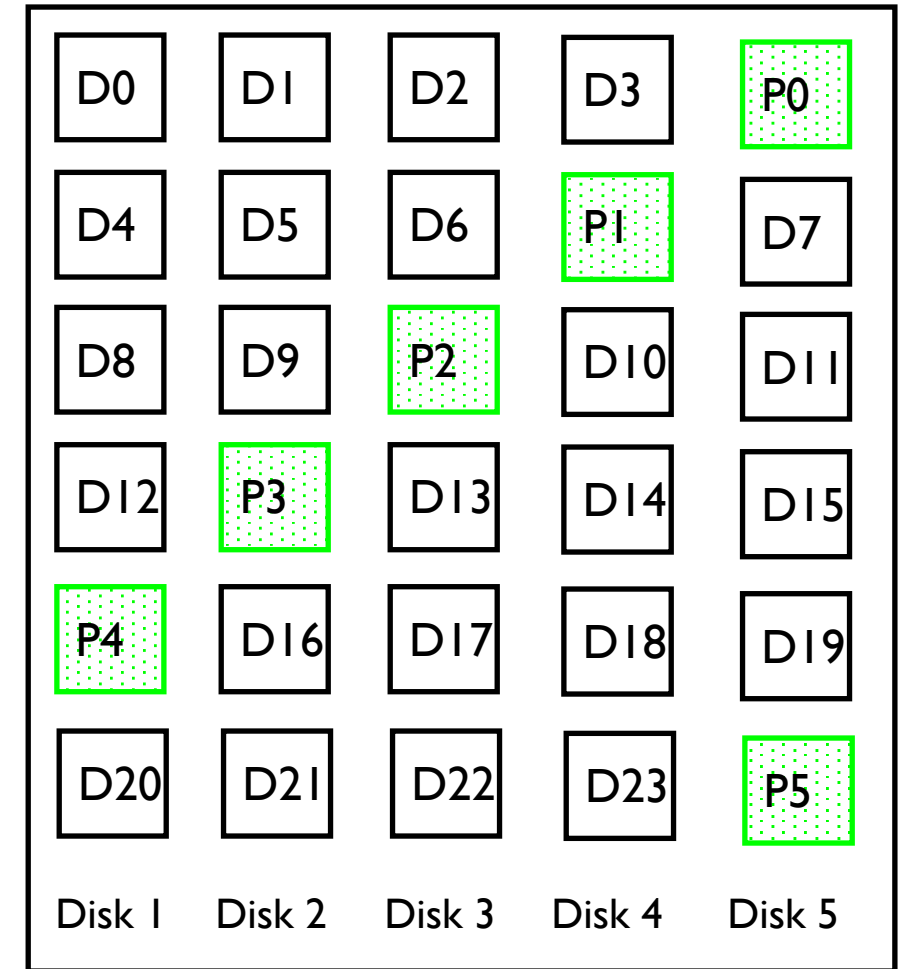 D0 D1 D2 D3 P0
D4 D5 D6 P1 D7
D8 D9 P2 D10 D11
D12 P3 D13 D14 D15
P4 D16 D17 D18 D19
D20 D21 D22 D23 P5
Disk 1 Disk 2 Disk 3 Disk 4 Disk 5